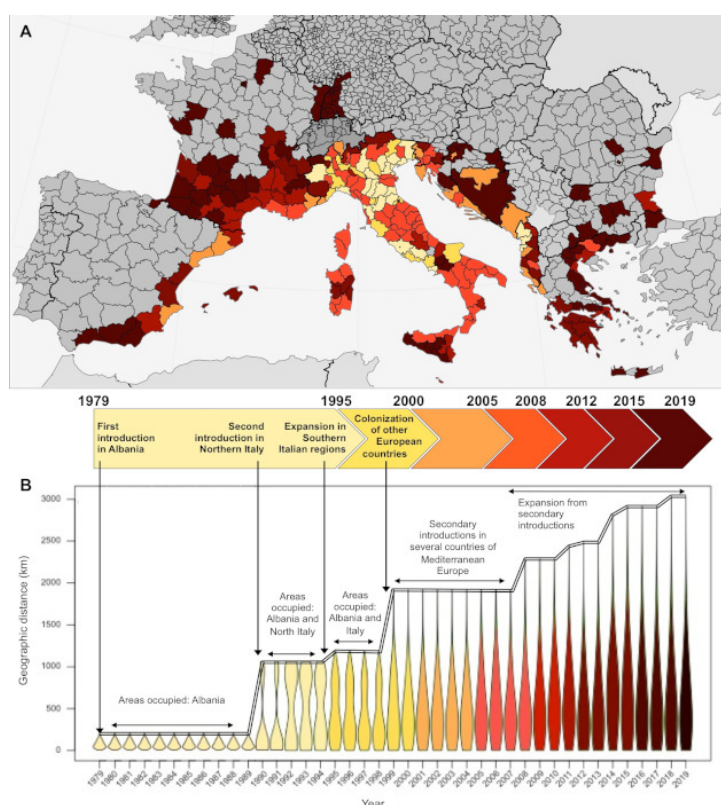 A
1979
1995
2000
2005
2008
2012
2015
2019
First
introduction
in Albania
Second
introduction in
Northern Italy
Expansion in
Southern
Italian regions
Colonization
of other
European
countries
B
Geographic distance (km)
3000
2500
2000
1500
1000
500
0
Areas occupied: Albania
Areas
occupied:
Albania and
North Italy
Areas
occupied:
Albania and
Italy
Secondary
introductions in
several countries of
Mediterranean
Europe
Expansion from
secondary
introductions
1979
1980
1981
1982
1983
1984
1985
1986
1987
1988
1989
1990
1991
1992
1993
1994
1995
1996
1997
1998
1999
2000
2001
2002
2003
2004
2005
2006
2007
2008
2009
2010
2011
2012
2013
2014
2015
2016
2017
2018
2019
Year